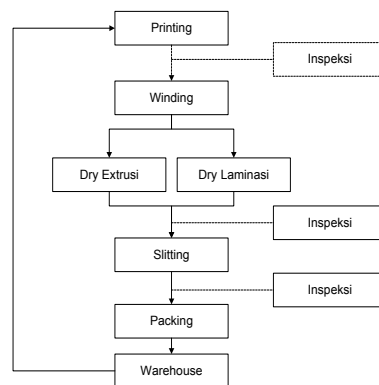 Printing
Inspeksi
Winding
Dry Extrusi
Dry Laminasi
Inspeksi
Slitting
Inspeksi
Packing
Warehouse